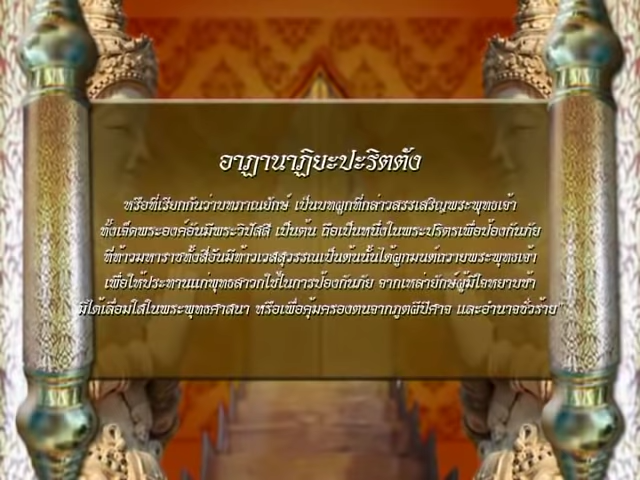 อาฏานาฏิยะปะริตตัง
หรือที่เรียกกันว่าบทภาณยักษ์ เป็นบทผูกที่กล่าวสรรเสริญพระพุทธเจ้า
ทั้งเจ็ดพระองค์อันมีพระวิปัสสี เป็นต้น ถือเป็นหนึ่งในพระปริตรเพื่อป้องกันภัย
ที่ท้าวมหาราชทั้งสี่อันมีท้าวเวสสุวรรณเป็นต้นนั้นได้ผูกมนต์ถวายพระพุทธเจ้า
เพื่อให้ประทานแก่พุทธสาวกใช้ในการป้องกันภัย จากเหล่ายักษ์ผู้มีใจหยาบช้า
มิได้เลื่อมใสในพระพุทธศาสนา หรือเพื่อคุ้มครองตนจากภูตผีปีศาจ และอำนาจชั่วร้าย"